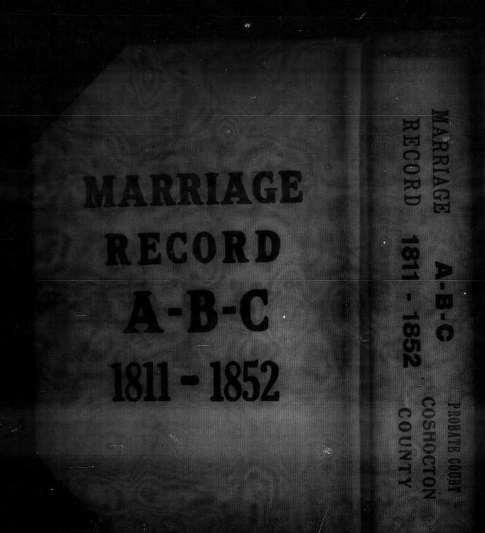 MARRIAGE
RECORD
A-B-C
1811 - 1852
MARRIAGE
RECORD
A-B-C
1811 - 1852
PROBATE COURT
COSHOCTON
COUNTY